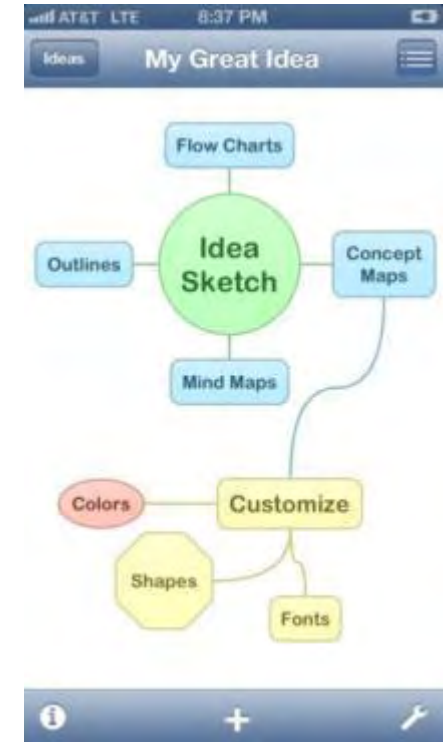 AT&T LTE 8:37 PM
Ideas My Great Idea
Flow Charts
Idea
Sketch
Outlines
Concept
Maps
Mind Maps
Colors
Customize
Shapes
Fonts